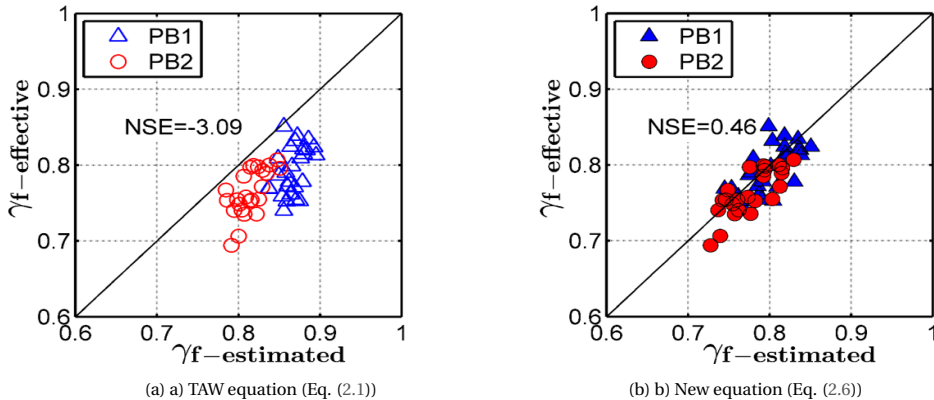 1
PB1
PB2
0.9
NSE=-3.09
γf−effective
0.8
0.7
0.6
0.6 0.7 0.8 0.9 1
γf−estimated
(a) a) TAW equation (Eq. (2.1))
1
PB1
PB2
0.9
NSE=0.46
γf−effective
0.8
0.7
0.6
0.6 0.7 0.8 0.9 1
γf−estimated
(b) b) New equation (Eq. (2.6))